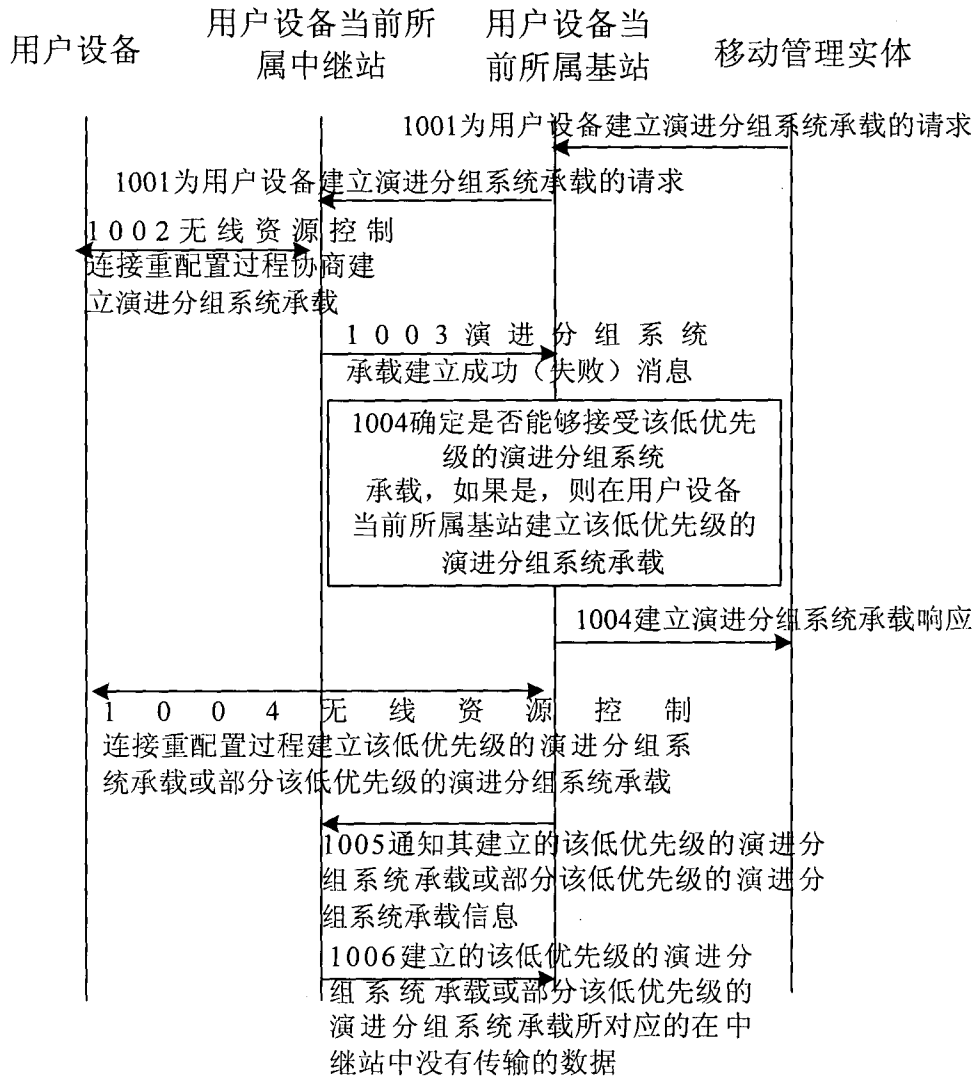 用户设备
用户设备当前所
属中继站
用户设备当
前所属基站
移动管理实体
1001为用户设备建立演进分组系统承载的请求
1001为用户设备建立演进分组系统承载的请求
1002无线资源控制
连接重配置过程协商建
立演进分组系统承载
1003演进分组系统
承载建立成功（失败）消息
1004确定是否能够接受该低优先
级的演进分组系统
承载，如果是，则在用户设备
当前所属基站建立该低优先级的
演进分组系统承载
1004建立演进分组系统承载响应
1004无线资源控制
连接重配置过程建立该低优先级的演进分组系
统承载或部分该低优先级的演进分组系统承载
1005通知其建立的该低优先级的演进分
组系统承载或部分该低优先级的演进分
组系统承载信息
1006建立的该低优先级的演进分
组系统承载或部分该低优先级的
演进分组系统承载所对应的在中
继站中没有传输的数据